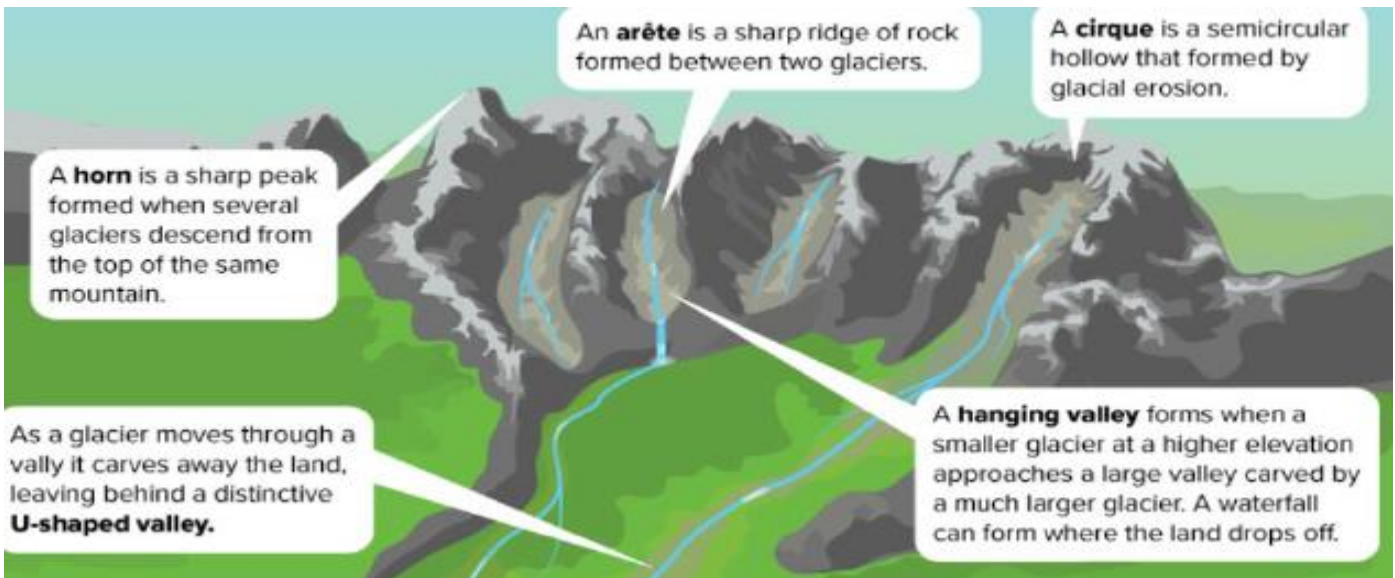 An arête is a sharp ridge of rock
formed between two glaciers.
A cirque is a semicircular
hollow that formed by
glacial erosion.
A horn is a sharp peak
formed when several
glaciers descend from
the top of the same
mountain.
As a glacier moves through a
vally it carves away the land,
leaving behind a distinctive
U-shaped valley.
A hanging valley forms when a
smaller glacier at a higher elevation
approaches a large valley carved by
a much larger glacier. A waterfall
can form where the land drops off.